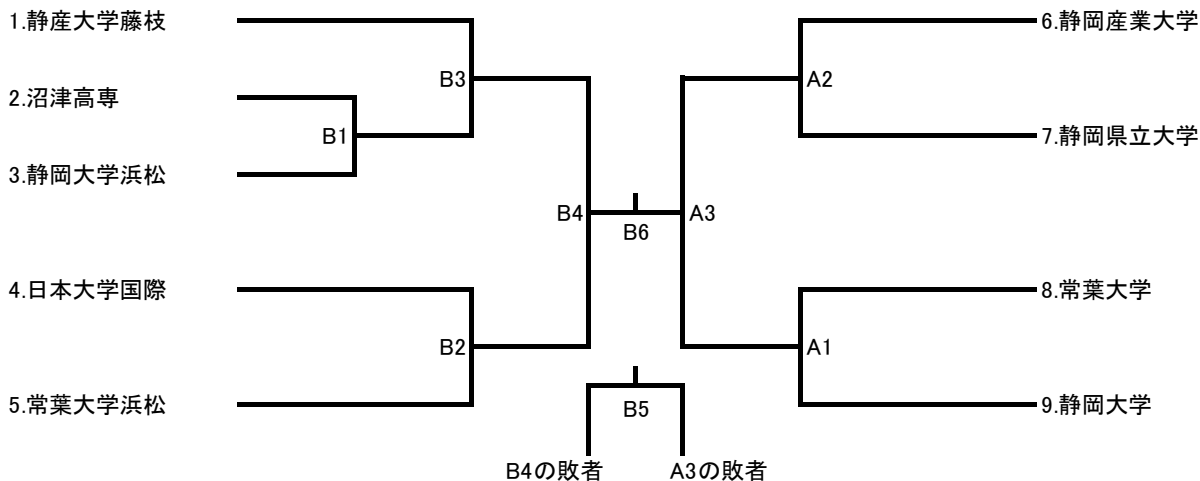 1.静産大学藤枝
2.沼津高専
3.静岡大学浜松
4.日本大学国際
5.常葉大学浜松
B3
B1
B4
B2
B6
B5
B4の敗者
A3の敗者
A3
A2
A1
6.静岡産業大学
7.静岡県立大学
8.常葉大学
9.静岡大学